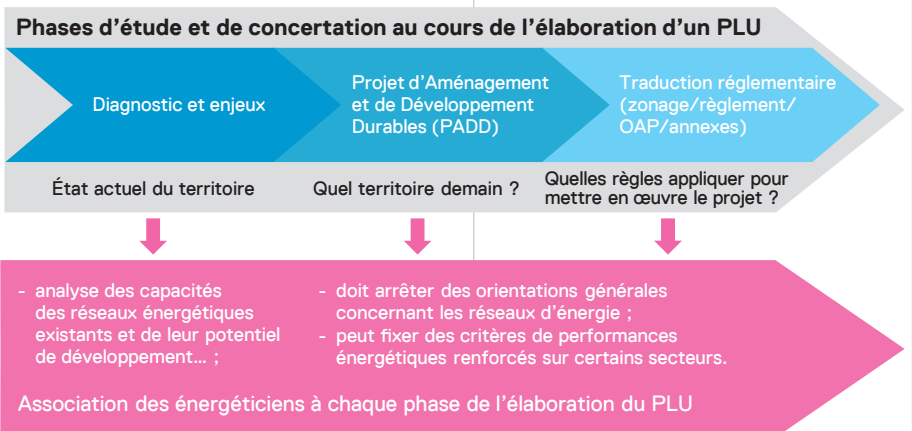 Phases d'étude et de concertation au cours de l'élaboration d'un PLU
Diagnostic et enjeux
Projet d'Aménagement
et de Développement
Durables (PADD)
Traduction réglementaire
(zonage/règlement/
OAP/annexes)
État actuel du territoire
Quel territoire demain ?
Quelles règles appliquer pour
mettre en œuvre le projet ?
- analyse des capacités
des réseaux énergétiques
existants et de leur potentiel
de développement... ;
- doit arrêter des orientations générales
concernant les réseaux d'énergie ;
- peut fixer des critères de performances
énergétiques renforcés sur certains secteurs.
Association des énergéticiens à chaque phase de l'élaboration du PLU